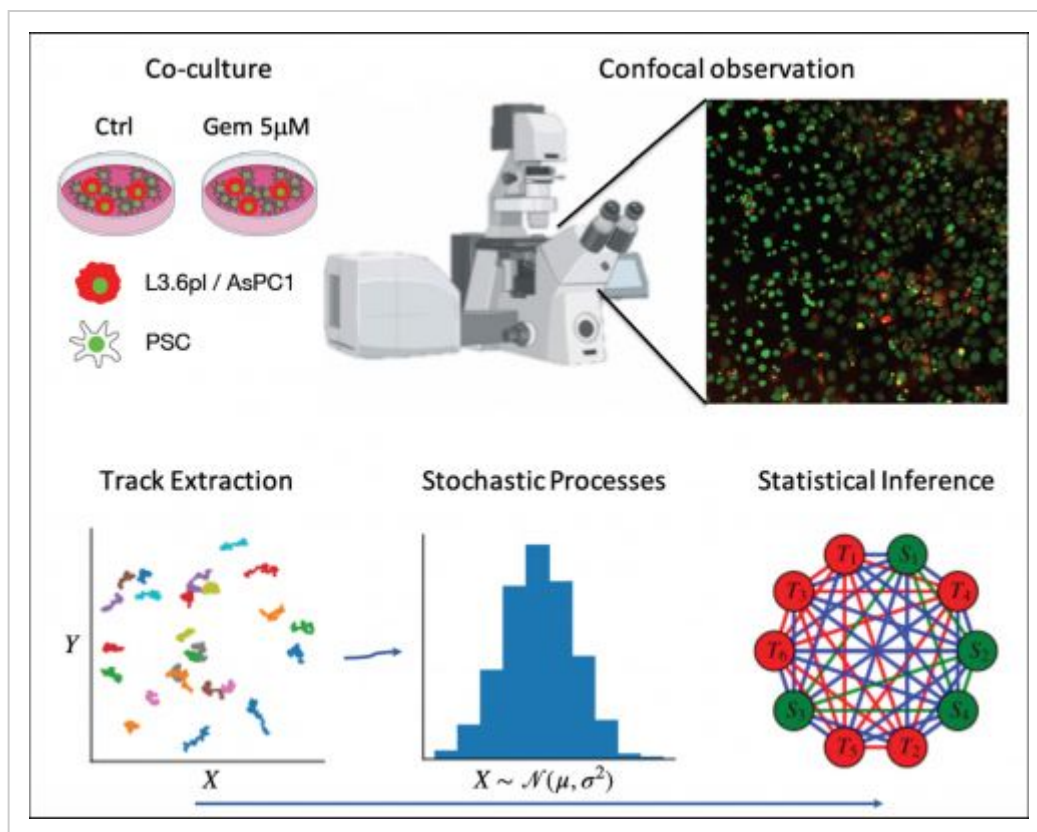 Co-culture
Confocal observation
Ctrl
Gem 5μM
L3.6pl / AsPC1
PSC
Track Extraction
Stochastic Processes
Statistical Inference
Y
X
X ~ 𝒩(μ, σ²)
T₁
S₁
T₃
T₄
T₆
S₂
S₃
S₄
T₅
T₂